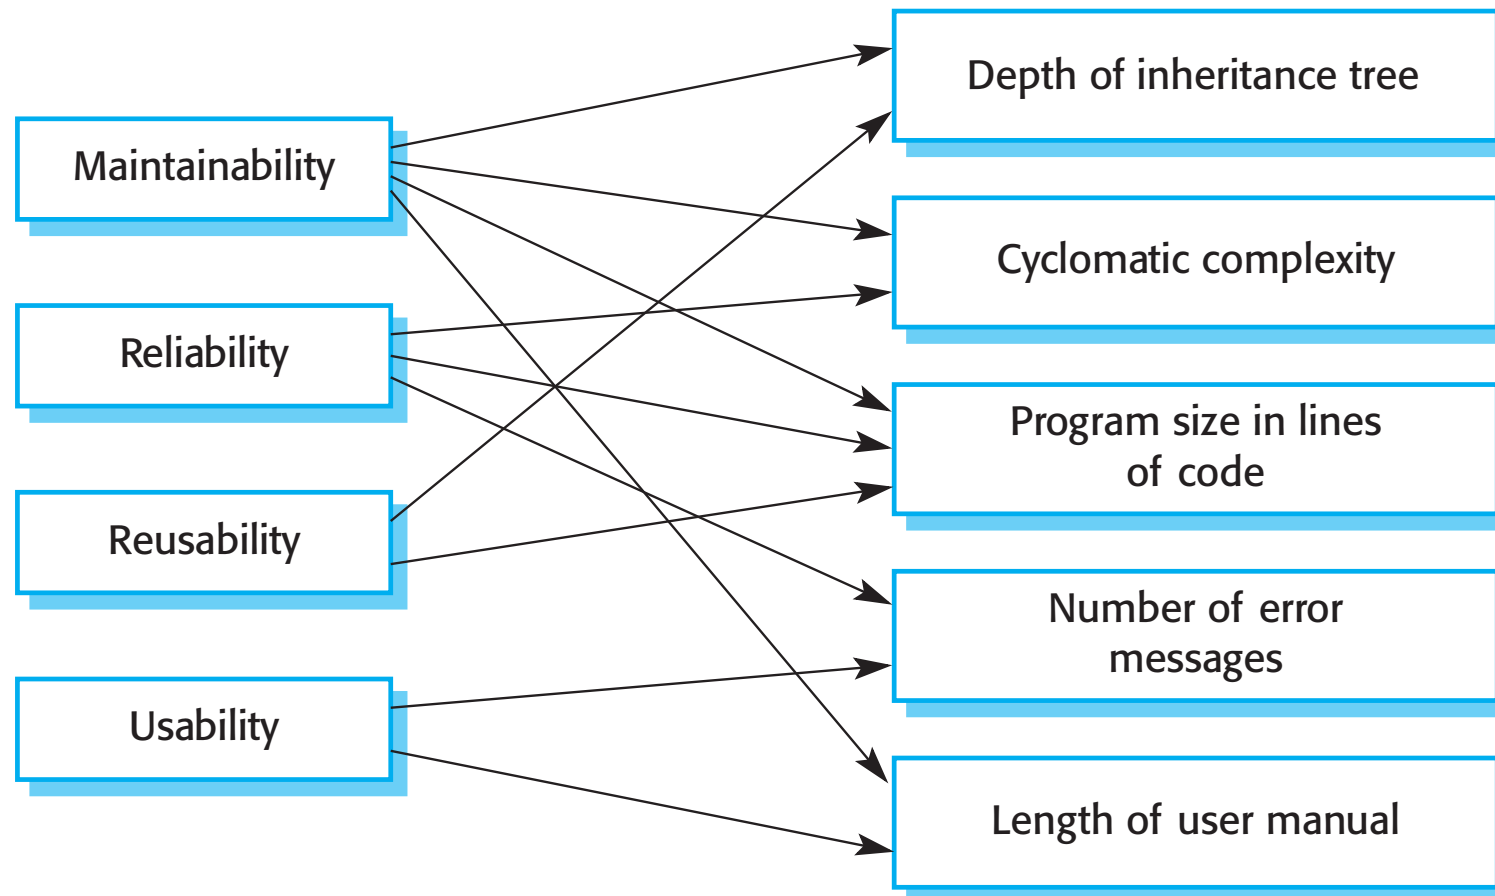 Maintainability
Reliability
Reusability
Usability
Depth of inheritance tree
Cyclomatic complexity
Program size in lines
of code
Number of error
messages
Length of user manual